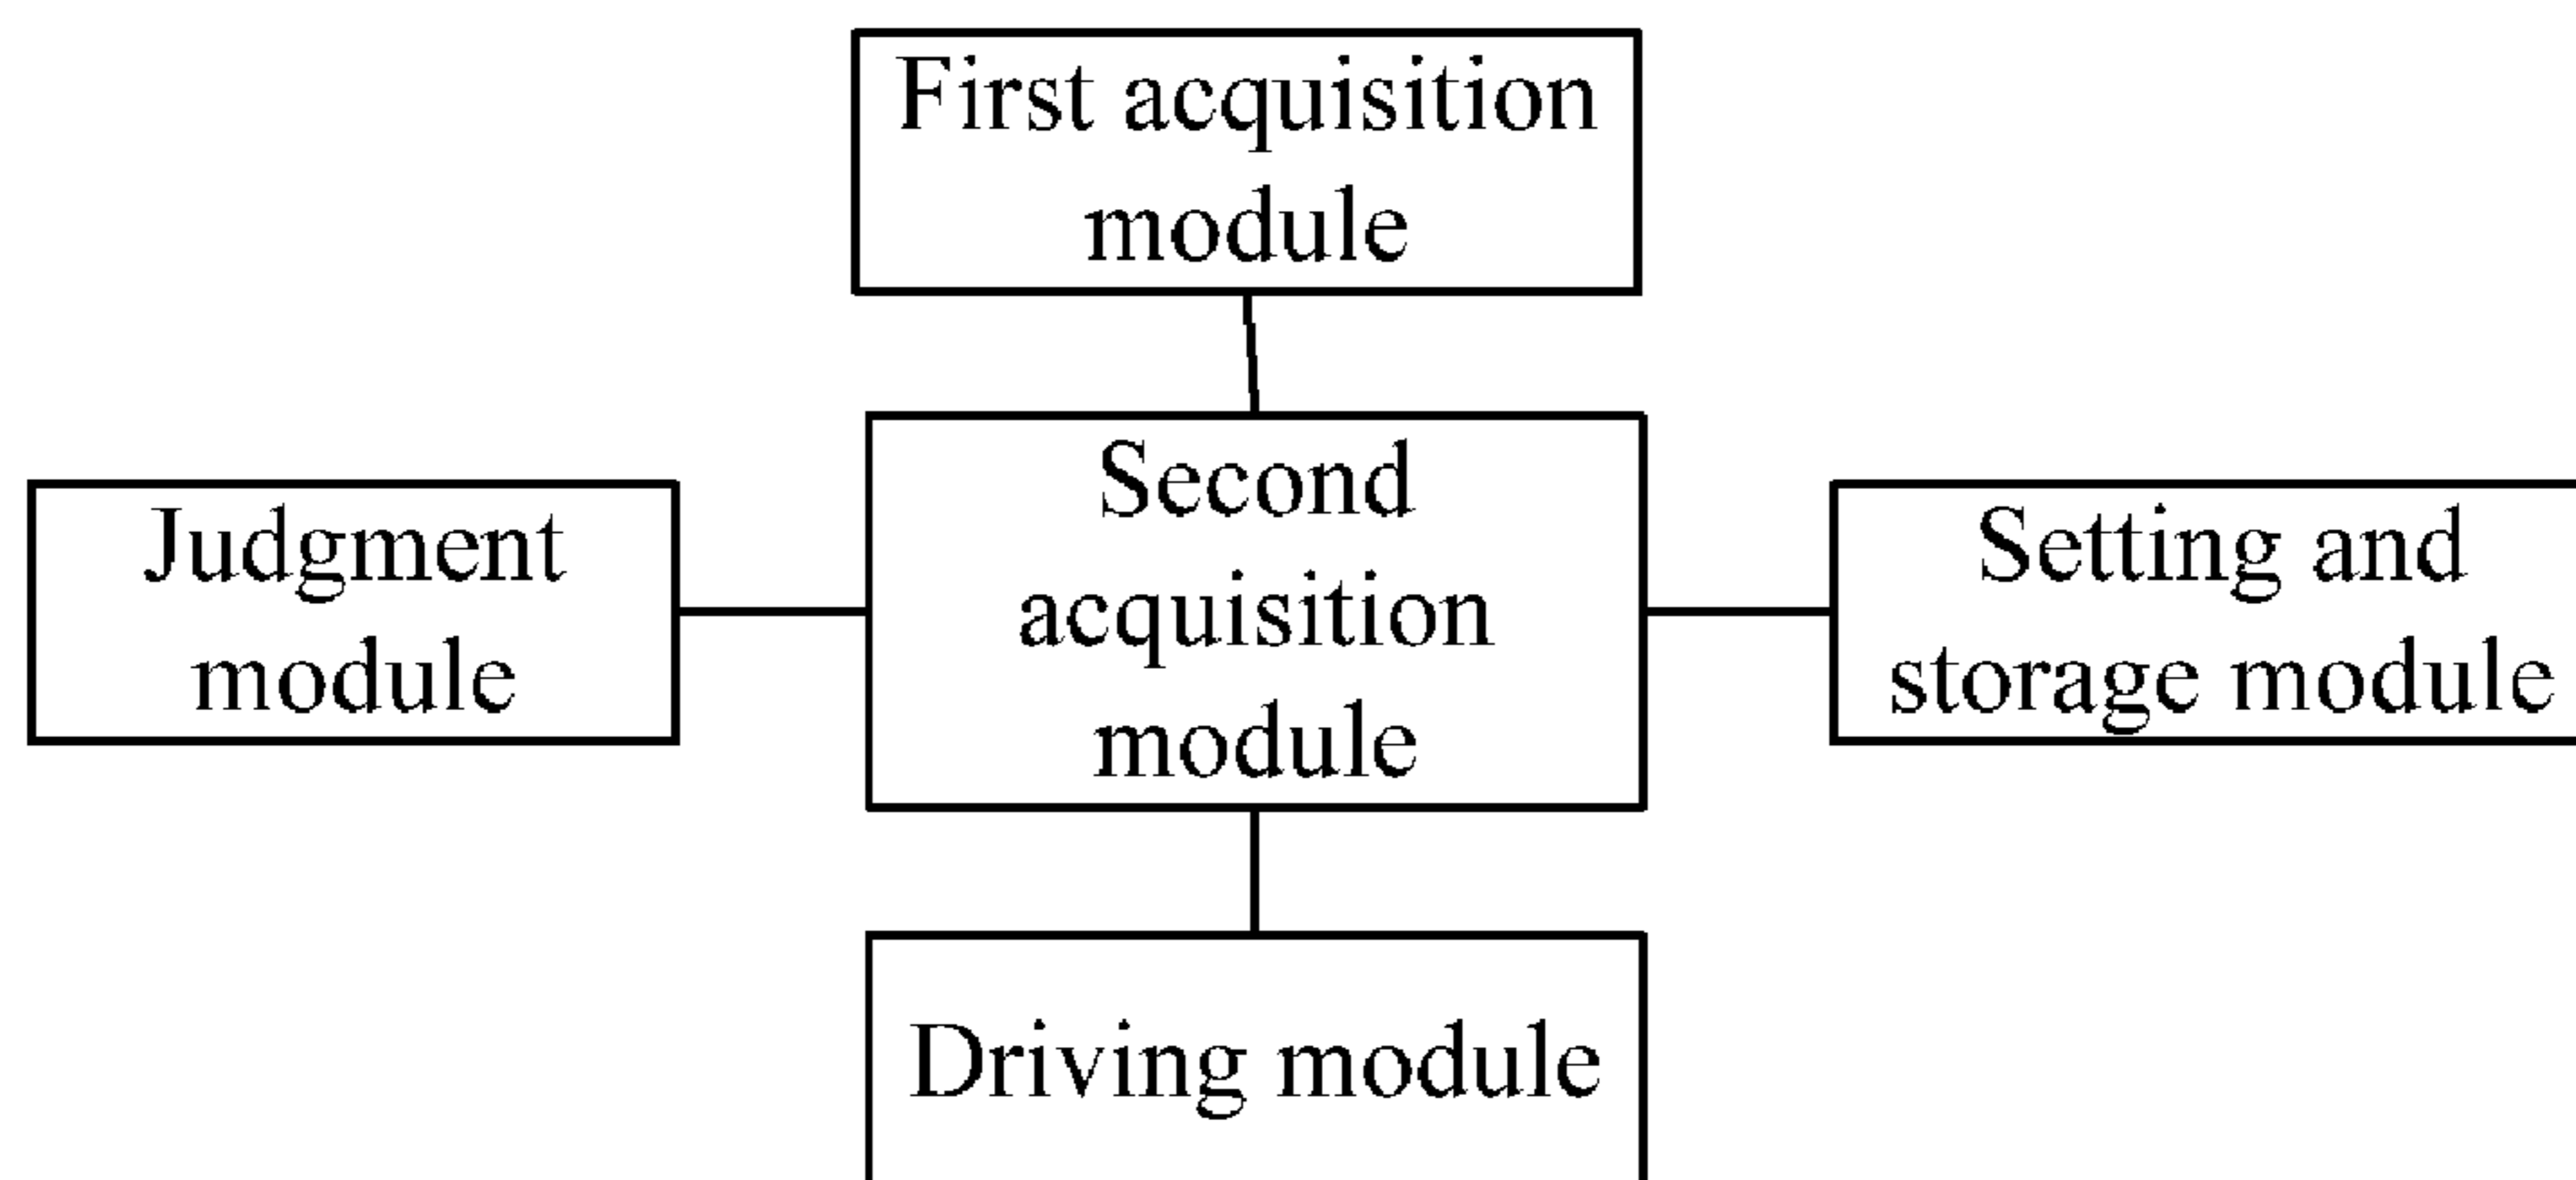 First acquisition
module
Second
acquisition
module
Judgment
module
Setting and
storage module
Driving module